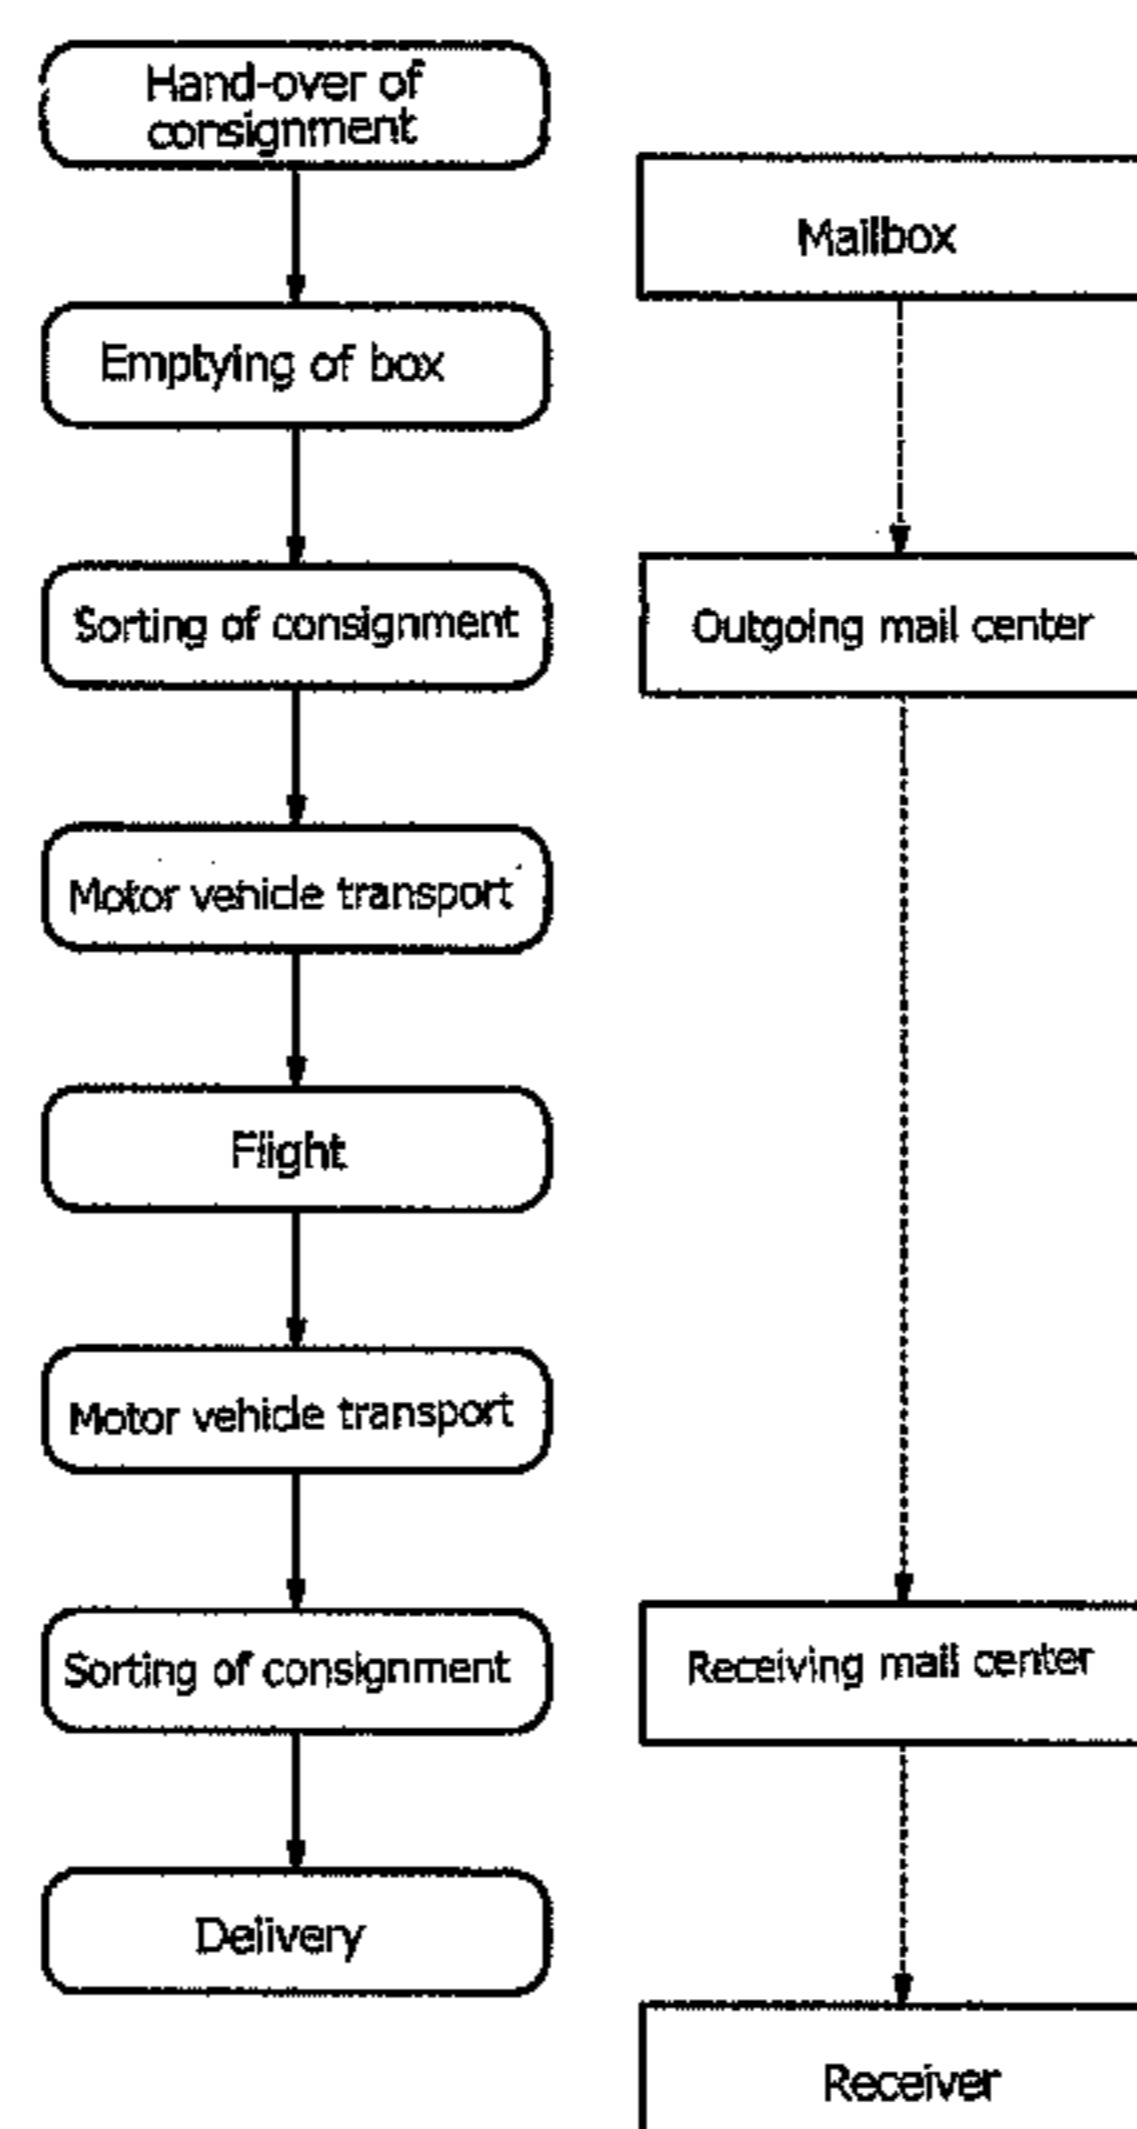 Hand-over of
consignment
Mailbox
Emptying of box
Sorting of consignment
Outgoing mail center
Motor vehicle transport
Flight
Motor vehicle transport
Sorting of consignment
Receiving mail center
Delivery
Receiver